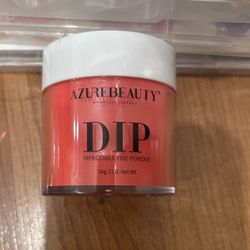 AZUREBEAUTY®
DIP
IMPECCABLE FINE POWDER
56g 2 Oz Net Wt.